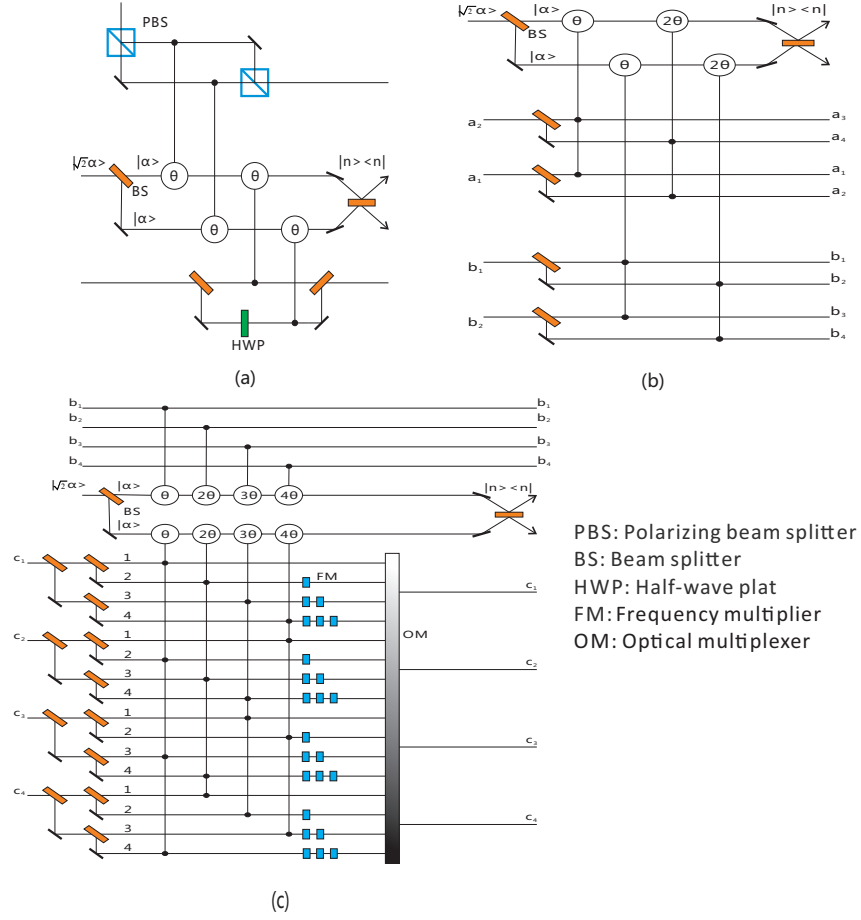 PBS
|√2α> |α> θ θ |n><n|
BS
|α> θ θ
HWP
(a)
|√2α> |α> θ 2θ |n><n|
BS
|α> θ 2θ
a₂ a₃
a₄
a₁ a₁
a₂
b₁ b₁
b₂
b₂ b₃
b₄
(b)
b₁ b₁
b₂ b₂
b₃ b₃
b₄ b₄
|√2α> |α> θ 2θ 3θ 4θ |n><n|
BS
|α> θ 2θ 3θ 4θ
c₁ 1
2 FM c₁
3
4 OM
c₂ 1
2 c₂
3
4
c₃ 1
2 c₃
3
4
c₄ 1
2 c₄
3
4
(c)
PBS: Polarizing beam splitter
BS: Beam splitter
HWP: Half-wave plat
FM: Frequency multiplier
OM: Optical multiplexer